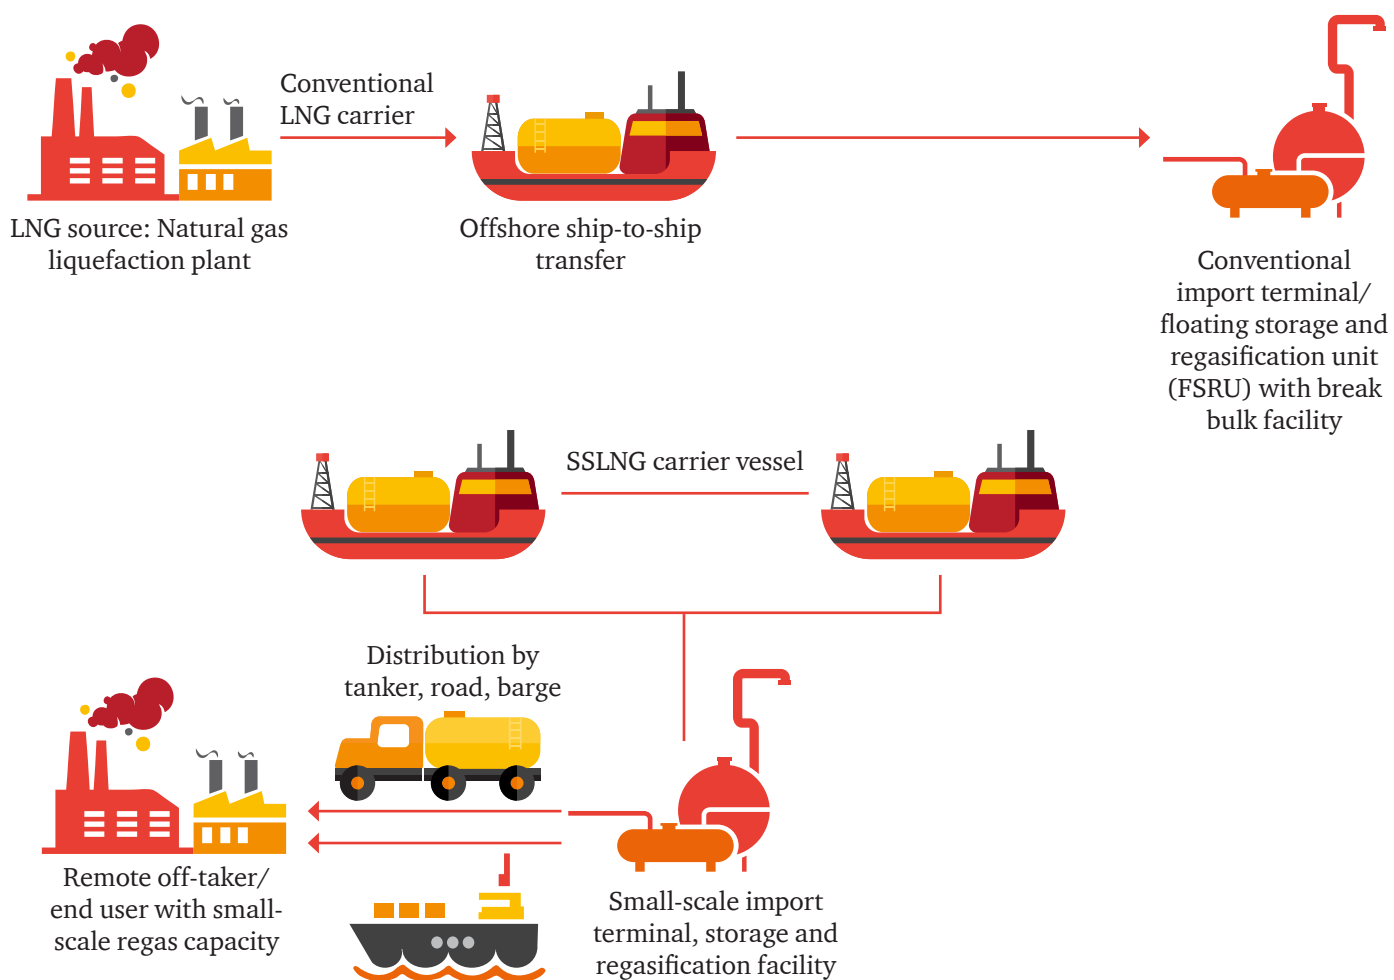 Conventional
LNG carrier
LNG source: Natural gas
liquefaction plant
Offshore ship-to-ship
transfer
Conventional
import terminal/
floating storage and
regasification unit
(FSRU) with break
bulk facility
SSLNG carrier vessel
Distribution by
tanker, road, barge
Remote off-taker/
end user with small-
scale regas capacity
Small-scale import
terminal, storage and
regasification facility